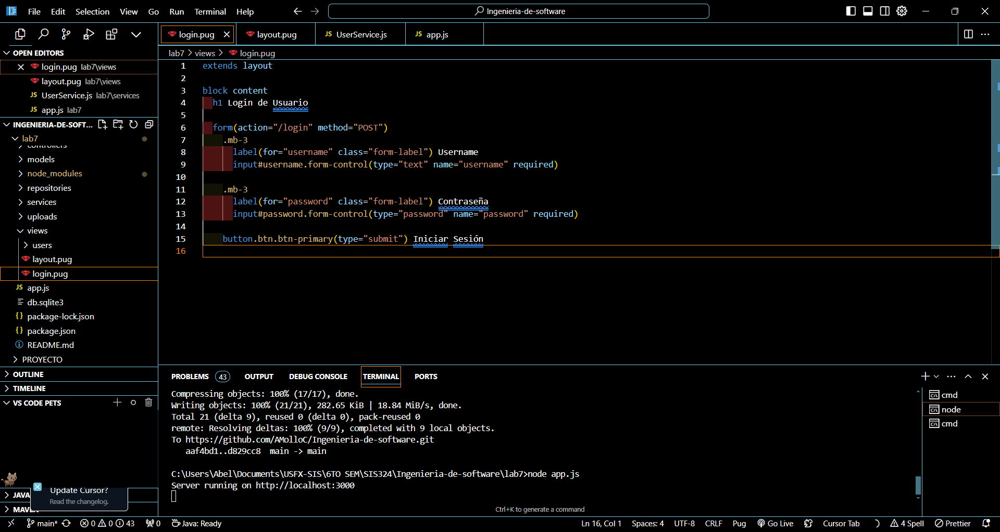 File Edit Selection View Go Run Terminal Help
Ingenieria-de-software
OPEN EDITORS
login.pug lab7\views
layout.pug lab7\views
JS UserService.js lab7\services
JS app.js lab7
INGENIERIA-DE-SOFT...
lab7
controllers
models
node_modules
repositories
services
uploads
views
users
layout.pug
login.pug
JS app.js
db.sqlite3
{} package-lock.json
{} package.json
README.md
PROYECTO
OUTLINE
TIMELINE
VS CODE PETS
JAVA
MAVEN
Update Cursor?
Read the changelog.
login.pug
layout.pug
JS UserService.js
JS app.js
lab7 > views > login.pug
1 extends layout
2
3 block content
4 h1 Login de Usuario
5
6 form(action="/login" method="POST")
7 .mb-3
8 label(for="username" class="form-label") Username
9 input#username.form-control(type="text" name="username" required)
10
11 .mb-3
12 label(for="password" class="form-label") Contraseña
13 input#password.form-control(type="password" name="password" required)
14
15 button.btn.btn-primary(type="submit") Iniciar Sesión
16
PROBLEMS 43 OUTPUT DEBUG CONSOLE TERMINAL PORTS
Compressing objects: 100% (17/17), done.
Writing objects: 100% (21/21), 282.65 KiB | 18.84 MiB/s, done.
Total 21 (delta 9), reused 0 (delta 0), pack-reused 0
remote: Resolving deltas: 100% (9/9), completed with 9 local objects.
To https://github.com/AMolloC/Ingenieria-de-software.git
aaf4bd1..d829cc8 main -> main
C:\Users\Abel\Documents\USFX-SIS\6TO SEM\SIS324\Ingenieria-de-software\lab7>node app.js
Server running on http://localhost:3000
Ctrl+K to generate a command
cmd
node
cmd
main* 0 0 43 0 Java: Ready
Ln 16, Col 1 Spaces: 4 UTF-8 CRLF Pug Go Live Cursor Tab 4 Spell Prettier